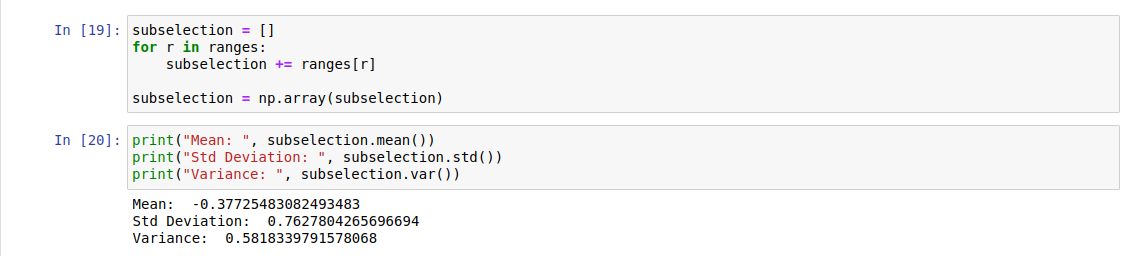 In [19]: subselection = []
for r in ranges:
    subselection += ranges[r]

subselection = np.array(subselection)
In [20]: print("Mean: ", subselection.mean())
print("Std Deviation: ", subselection.std())
print("Variance: ", subselection.var())
Mean:  -0.37725483082493483
Std Deviation:  0.7627804265696694
Variance:  0.5818339791578068